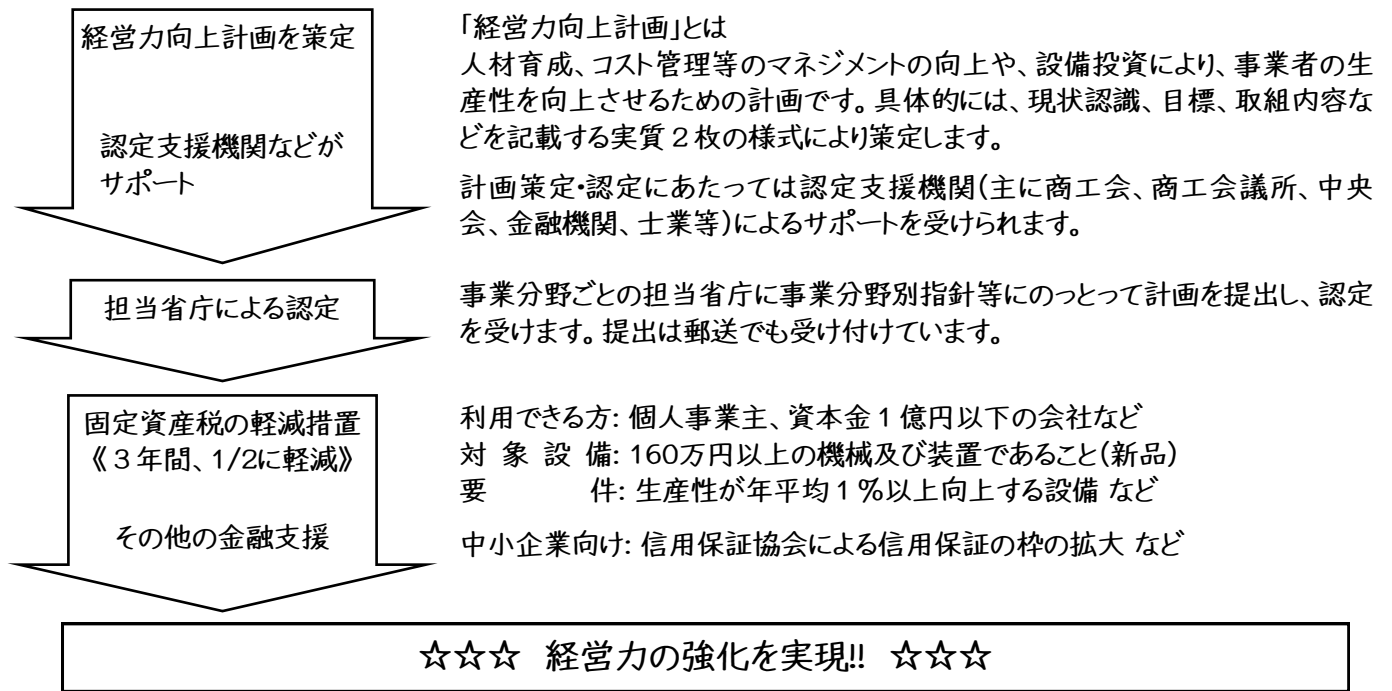 経営力向上計画を策定
認定支援機関などが
サポート
「経営力向上計画」とは
人材育成、コスト管理等のマネジメントの向上や、設備投資により、事業者の生
産性を向上させるための計画です。具体的には、現状認識、目標、取組内容な
どを記載する実質2枚の様式により策定します。
計画策定・認定にあたっては認定支援機関(主に商工会、商工会議所、中央
会、金融機関、士業等)によるサポートを受けられます。
担当省庁による認定
事業分野ごとの担当省庁に事業分野別指針等にのっとって計画を提出し、認定
を受けます。提出は郵送でも受け付けています。
固定資産税の軽減措置
《3年間、1/2に軽減》
その他の金融支援
利用できる方: 個人事業主、資本金1億円以下の会社など
対 象 設 備: 160万円以上の機械及び装置であること(新品)
要 件: 生産性が年平均1%以上向上する設備 など
中小企業向け: 信用保証協会による信用保証の枠の拡大 など
☆☆☆ 経営力の強化を実現!! ☆☆☆